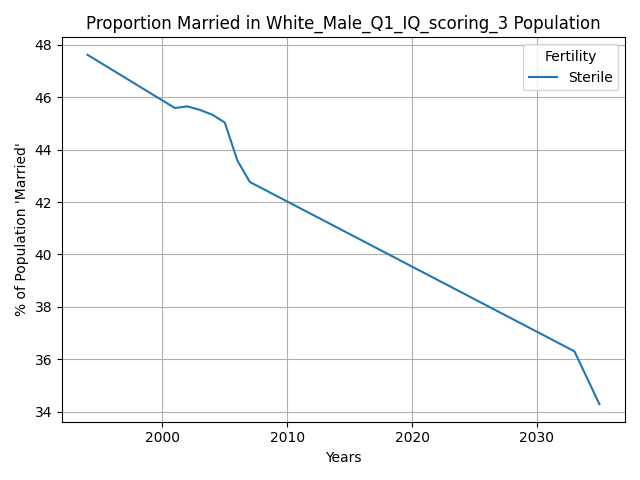 Proportion Married in White_Male_Q1_IQ_scoring_3 Population
Fertility
Sterile
48
46
44
42
40
38
36
34
% of Population 'Married'
2000
2010
2020
2030
Years